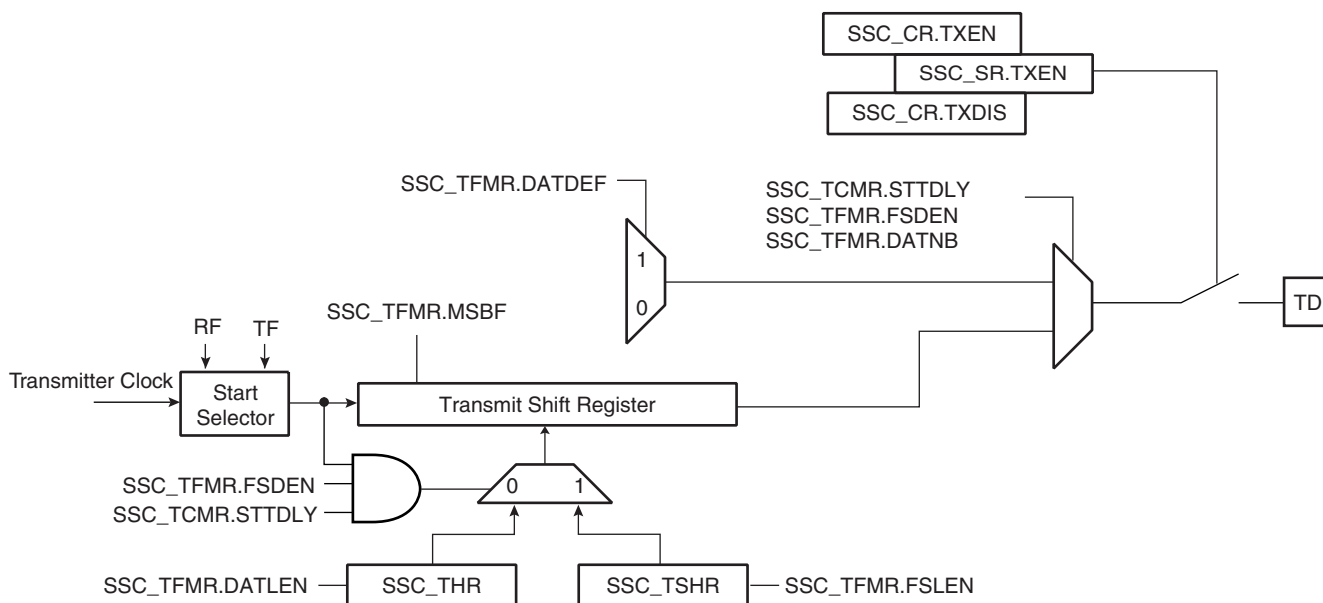 SSC_CR.TXEN
SSC_SR.TXEN
SSC_CR.TXDIS
SSC_TFMR.DATDEF
SSC_TCMR.STTDLY
SSC_TFMR.FSDEN
SSC_TFMR.DATNB
1
0
TD
SSC_TFMR.MSBF
RF
TF
Transmitter Clock
Start
Selector
Transmit Shift Register
SSC_TFMR.FSDEN
SSC_TCMR.STTDLY
0
1
SSC_TFMR.DATLEN
SSC_THR
SSC_TSHR
SSC_TFMR.FSLEN